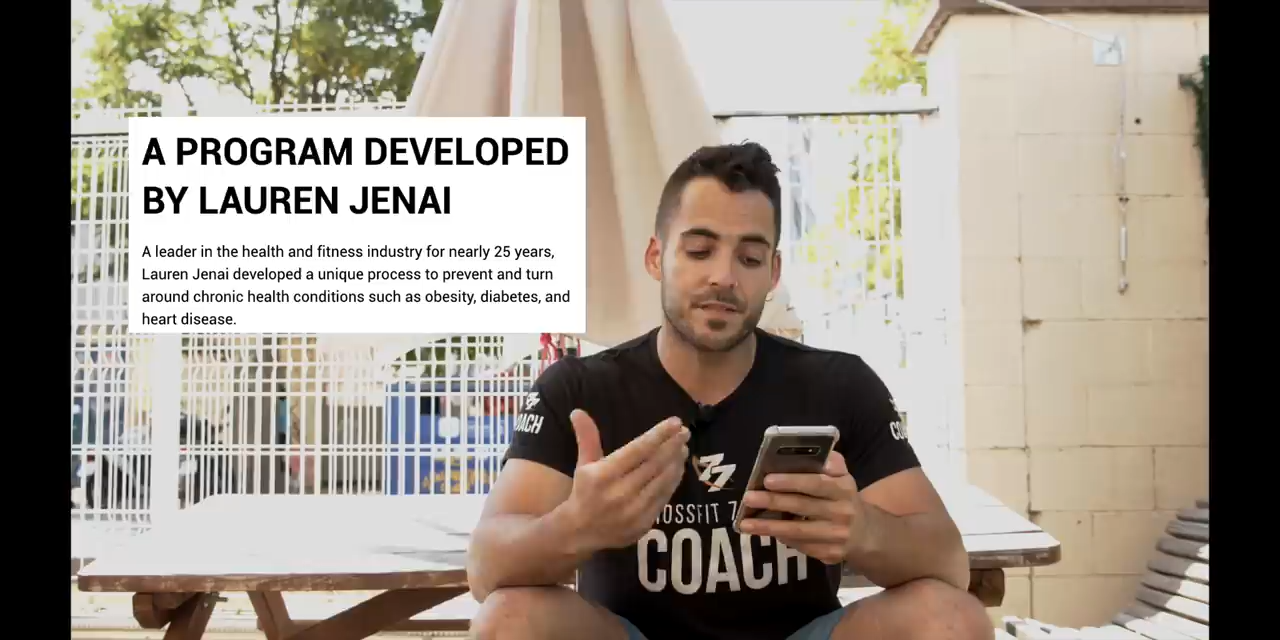 A PROGRAM DEVELOPED
BY LAUREN JENAI
A leader in the health and fitness industry for nearly 25 years,
Lauren Jenai developed a unique process to prevent and turn
around chronic health conditions such as obesity, diabetes, and
heart disease.
COACH